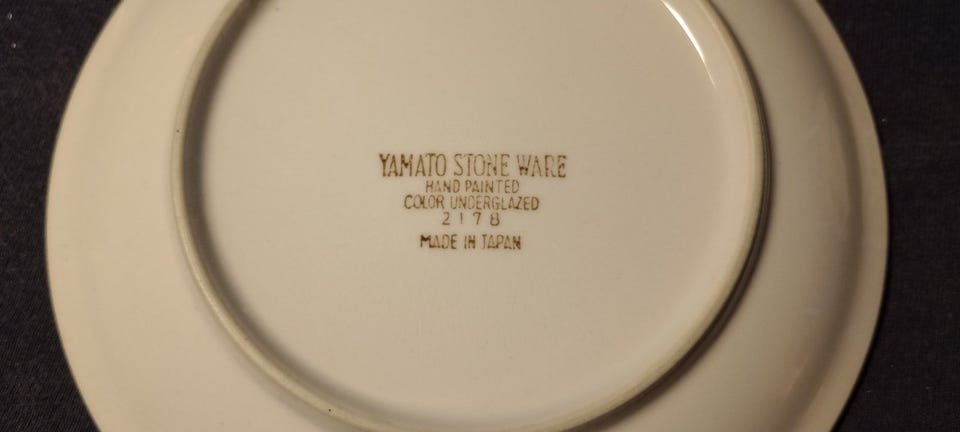 YAMATO STONE WARE
HAND PAINTED
COLOR UNDERGLAZED
2178
MADE IN JAPAN